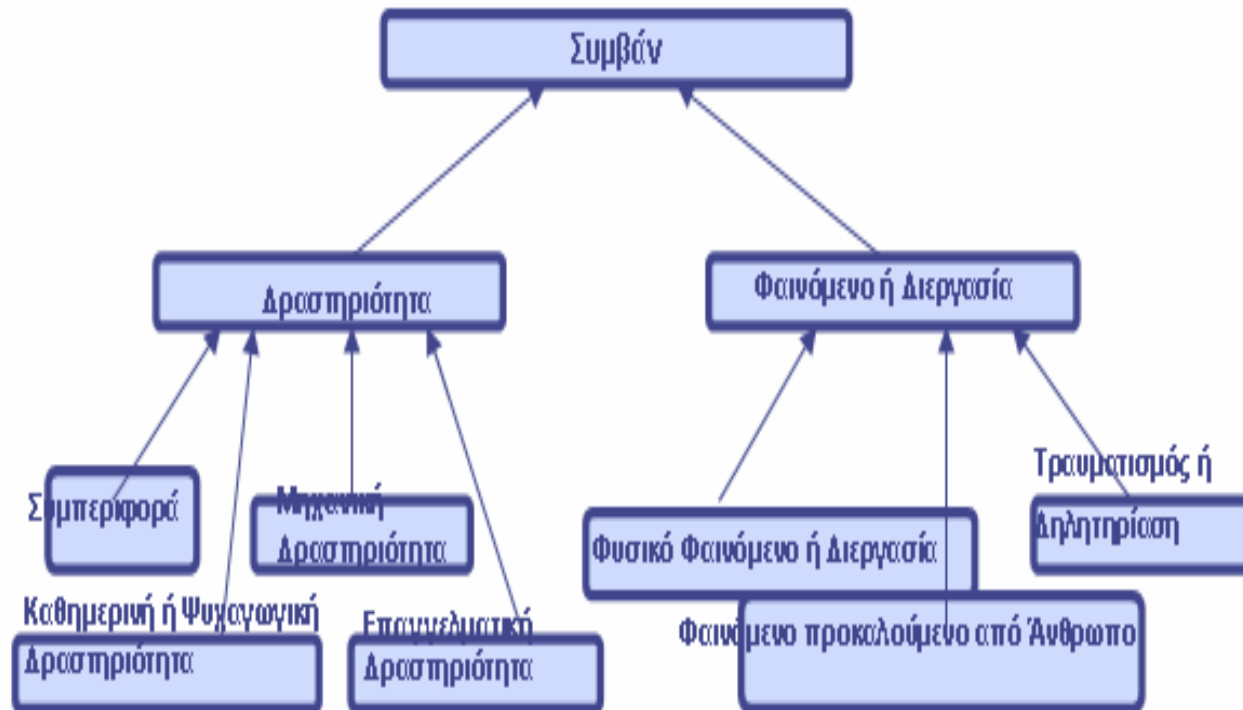 Συμβάν
Δραστηριότητα
Φαινόμενο ή Διεργασία
Συμπεριφορά
Μηχανική
Δραστηριότητα
Φυσικό Φαινόμενο ή Διεργασία
Τραυματισμός ή
Δηλητηρίαση
Καθημερινή ή Ψυχαγωγική
Δραστηριότητα
Επαγγελματική
Δραστηριότητα
Φαινόμενο προκαλούμενο από Άνθρωπο